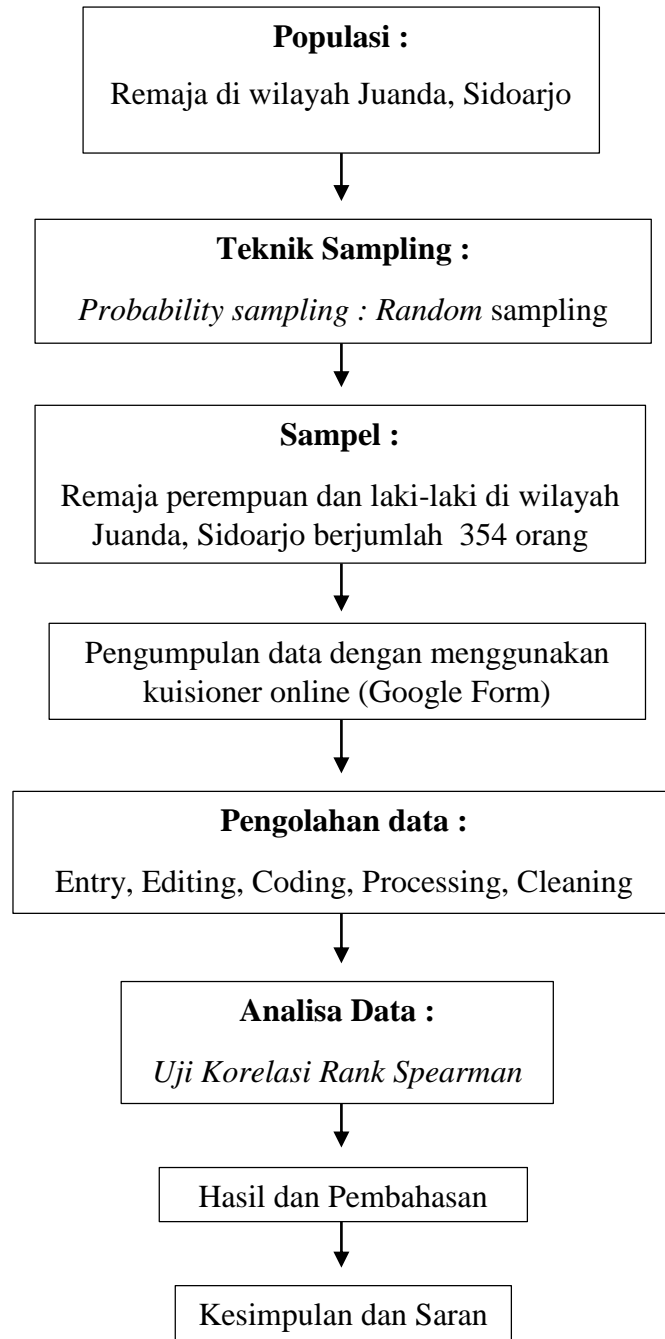 Populasi :
Remaja di wilayah Juanda, Sidoarjo
Teknik Sampling :
Probability sampling : Random sampling
Sampel :
Remaja perempuan dan laki-laki di wilayah
Juanda, Sidoarjo berjumlah  354 orang
Pengumpulan data dengan menggunakan
kuisioner online (Google Form)
Pengolahan data :
Entry, Editing, Coding, Processing, Cleaning
Analisa Data :
Uji Korelasi Rank Spearman
Hasil dan Pembahasan
Kesimpulan dan Saran